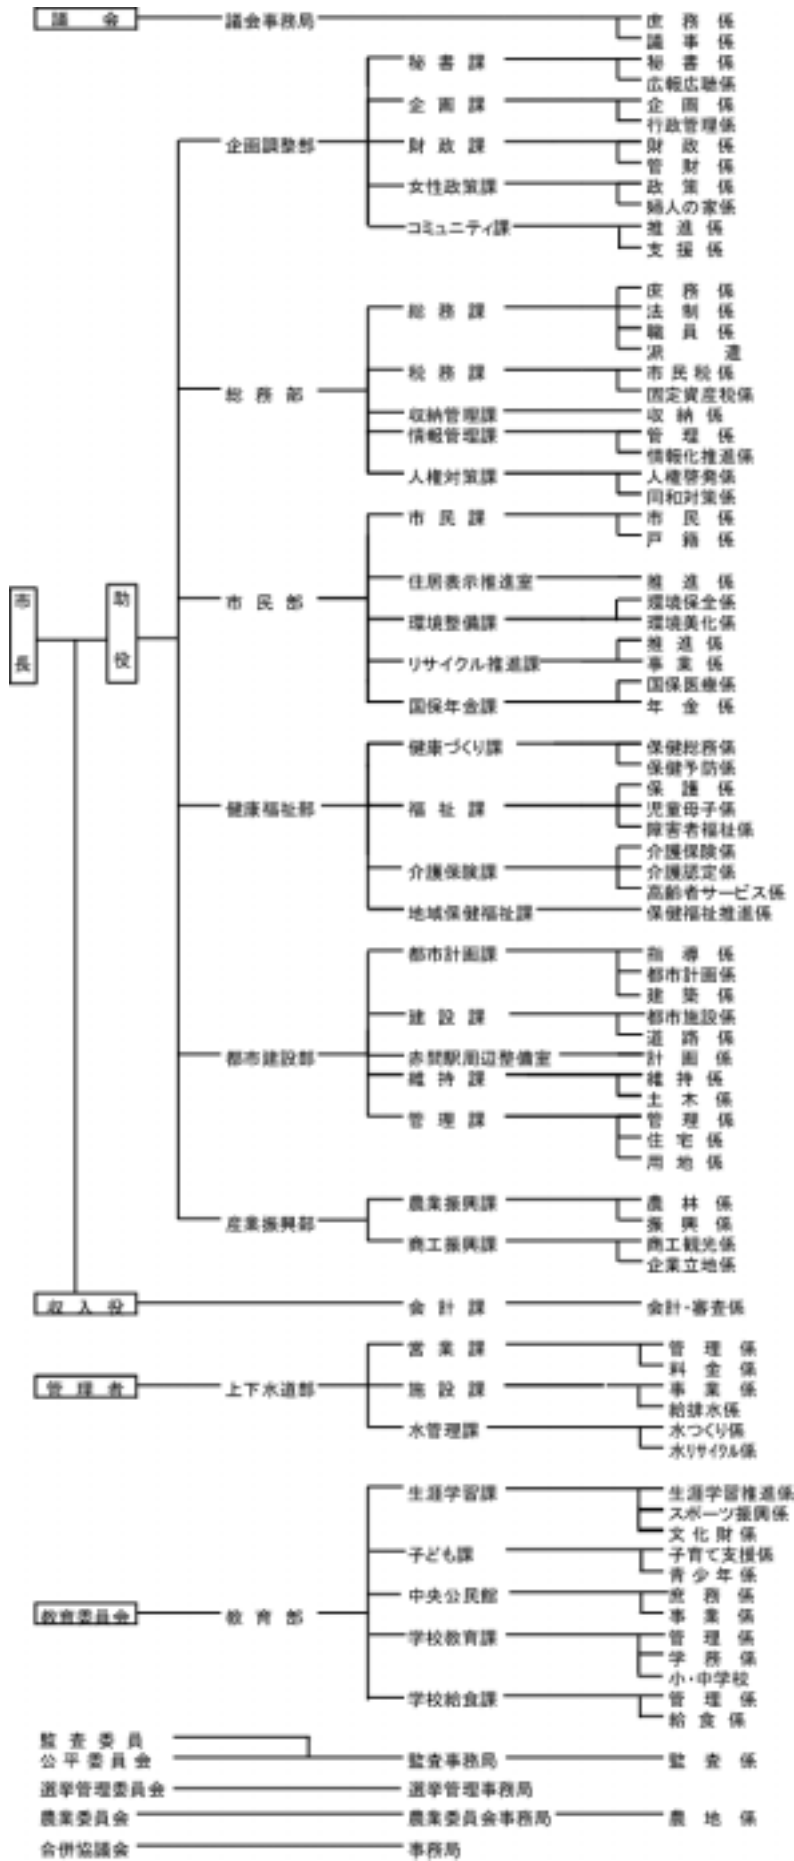 議会 議会事務局 庶務係
議事係
秘書課 秘書係
広報広聴係
企画課 企画係
行政管理係
企画調整部 財政課 財政係
管財係
女性政策課 政策係
婦人の家係
コミュニティ課 推進係
支援係
庶務係
総務課 法制係
職員係
派遣
税務課 市民税係
総務部 固定資産税係
収納管理課 収納係
情報管理課 管理係
情報化推進係
人権対策課 人権啓発係
同和対策係
市民課 市民係
戸籍係
住居表示推進室 推進係
市長 助役 市民部 環境保全係
環境整備課 環境美化係
推進係
リサイクル推進課 事業係
国保医療係
国保年金課 年金係
健康づくり課 保健総務係
保健予防係
保護係
健康福祉部 福祉課 児童母子係
障害者福祉係
介護保険係
介護保険課 介護認定係
高齢者サービス係
地域保健福祉課 保健福祉推進係
都市計画課 指導係
都市計画係
建築係
建設課 都市施設係
道路係
都市建設部 赤間駅周辺整備室 計画係
維持課 維持係
土木係
管理課 管理係
住宅係
用地係
農業振興課 農林係
産業振興部 振興係
商工振興課 商工観光係
企業立地係
収入役 会計課 会計・審査係
営業課 管理係
料金係
管理者 上下水道部 施設課 事業係
給排水係
水管理課 水つくり係
水リサイクル係
生涯学習課 生涯学習推進係
スポーツ振興係
文化財係
子ども課 子育て支援係
青少年係
中央公民館 庶務係
教育委員会 教育部 事業係
学校教育課 管理係
学務係
小・中学校
学校給食課 管理係
給食係
監査委員
公平委員会 監査事務局 監査係
選挙管理委員会 選挙管理事務局
農業委員会 農業委員会事務局 農地係
合併協議会 事務局